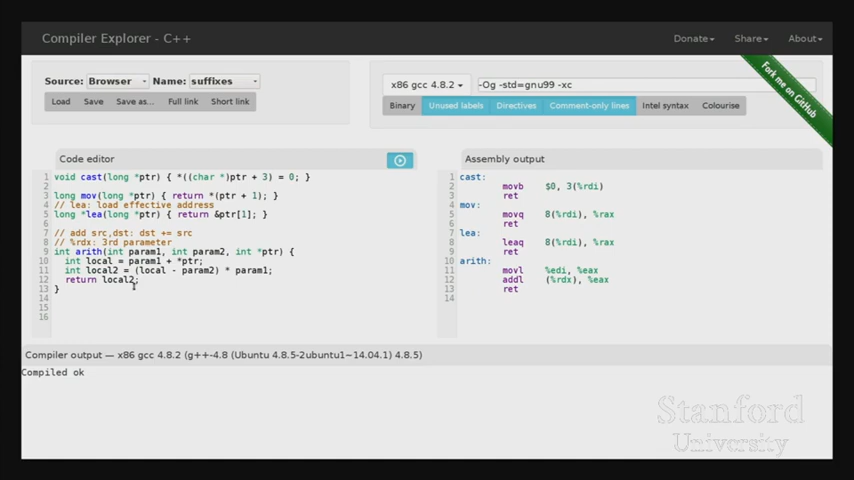 Compiler Explorer - C++
Donate
Share
About
Fork me on GitHub
Source: Browser Name: suffixes
Load Save Save as... Full link Short link
x86 gcc 4.8.2 -Og -std=gnu99 -xc
Binary Unused labels Directives Comment-only lines Intel syntax Colourise
Code editor
1 void cast(long *ptr) { *((char *)ptr + 3) = 0; }
2
3 long mov(long *ptr) { return *(ptr + 1); }
4 // lea: load effective address
5 long *lea(long *ptr) { return &ptr[1]; }
6
7 // add src,dst: dst += src
8 // %rdx: 3rd parameter
9 int arith(int param1, int param2, int *ptr) {
10 int local = param1 + *ptr;
11 int local2 = (local - param2) * param1;
12 return local2;
13 }
14
15
16
Assembly output
1 cast:
2 movb $0, 3(%rdi)
3 ret
4 mov:
5 movq 8(%rdi), %rax
6 ret
7 lea:
8 leaq 8(%rdi), %rax
9 ret
10 arith:
11 movl %edi, %eax
12 addl (%rdx), %eax
13 ret
14
Compiler output — x86 gcc 4.8.2 (g++-4.8 (Ubuntu 4.8.5-2ubuntu1~14.04.1) 4.8.5)
Compiled ok
Stanford
University